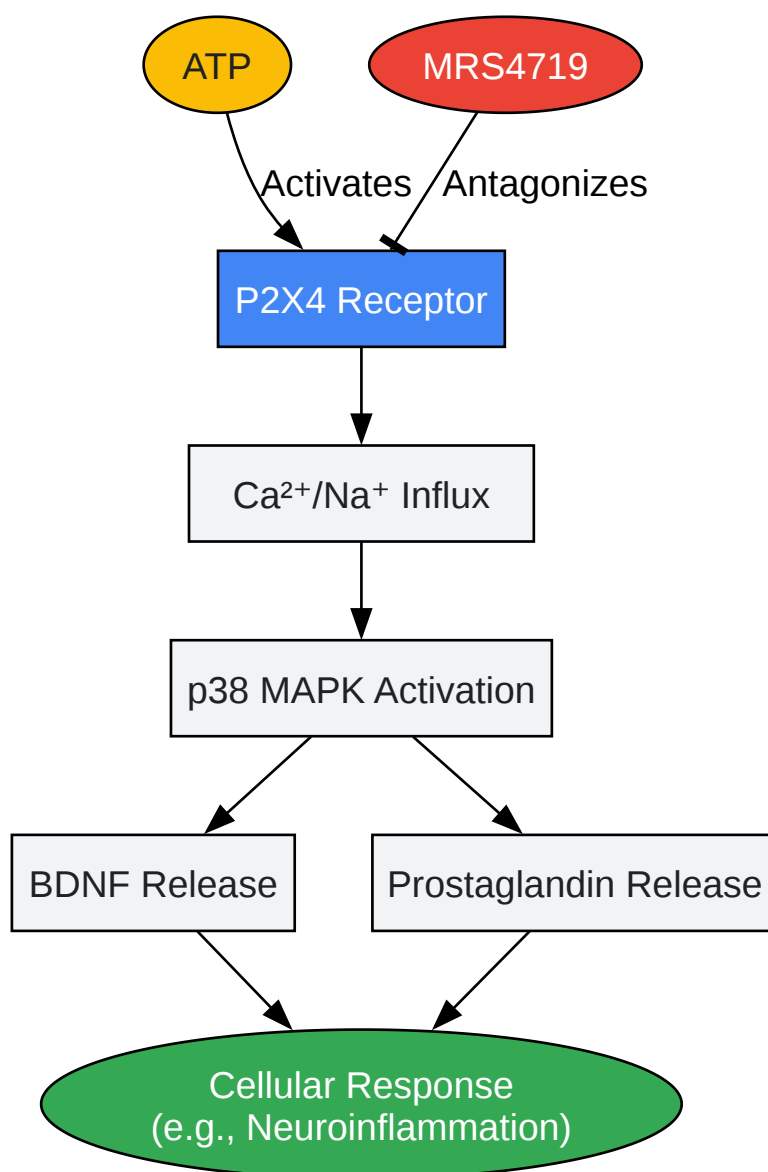 ATP
MRS4719
Activates
Antagonizes
P2X4 Receptor
Ca²⁺/Na⁺ Influx
p38 MAPK Activation
BDNF Release
Prostaglandin Release
Cellular Response
(e.g., Neuroinflammation)